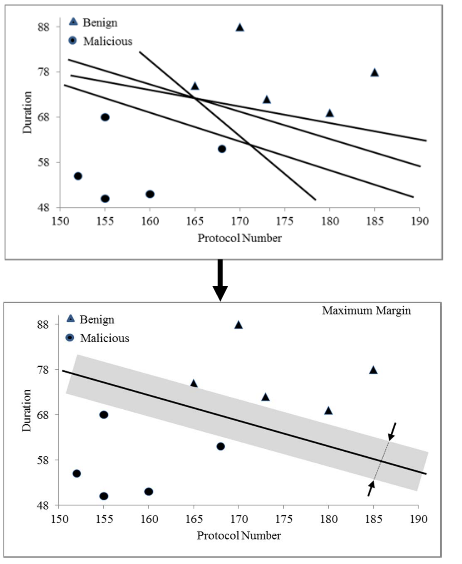 Benign
Malicious
88
78
68
58
48
Duration
150 155 160 165 170 175 180 185 190
Protocol Number
Maximum Margin
Benign
Malicious
88
78
68
58
48
Duration
150 155 160 165 170 175 180 185 190
Protocol Number